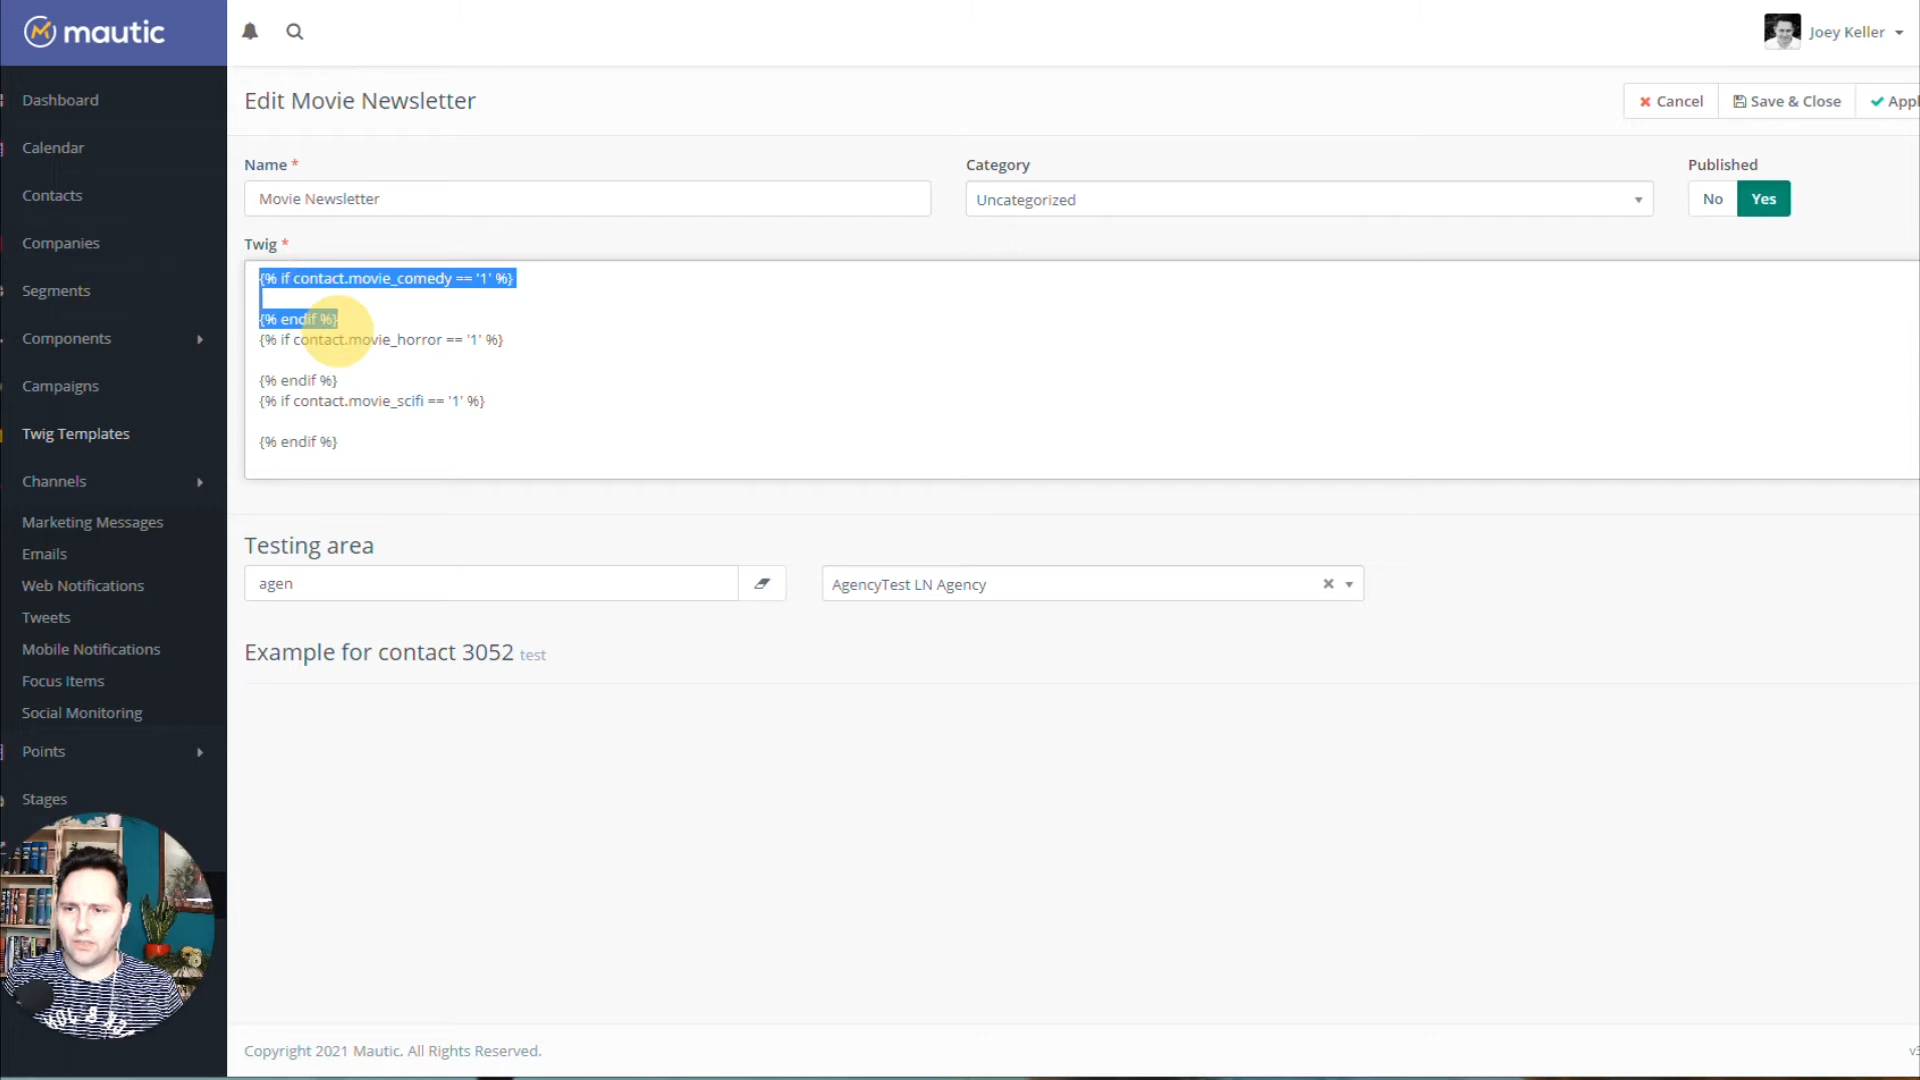 mautic
Joey Keller
Dashboard
Calendar
Contacts
Companies
Segments
Components
Campaigns
Twig Templates
Channels
Marketing Messages
Emails
Web Notifications
Tweets
Mobile Notifications
Focus Items
Social Monitoring
Points
Stages
Edit Movie Newsletter
Cancel
Save & Close
Appl
Name *
Category
Published
Movie Newsletter
Uncategorized
No
Yes
Twig *
{% if contact.movie_comedy == '1' %}
{% endif %}
{% if contact.movie_horror == '1' %}
{% endif %}
{% if contact.movie_scifi == '1' %}
{% endif %}
Testing area
agen
AgencyTest LN Agency
Example for contact 3052 test
Copyright 2021 Mautic. All Rights Reserved.